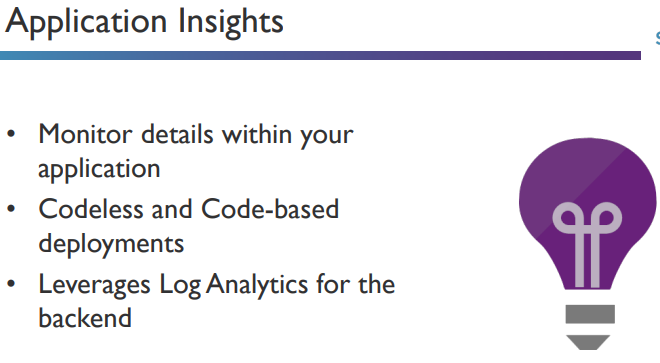 Application Insights
• Monitor details within your
application
• Codeless and Code-based
deployments
• Leverages Log Analytics for the
backend